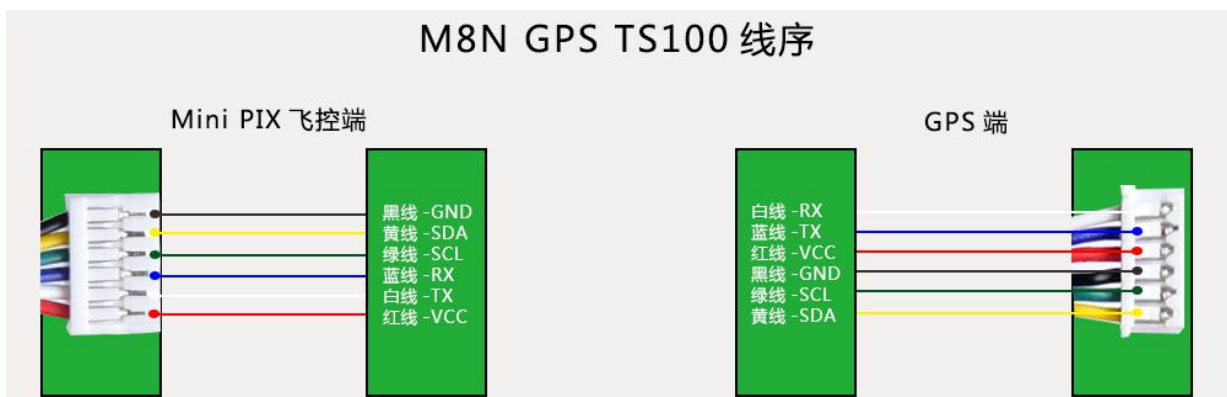 M8N GPS TS100 线序
Mini PIX 飞控端
GPS 端
黑线 -GND
黄线 -SDA
绿线 -SCL
蓝线 -RX
白线 -TX
红线 -VCC
白线 -RX
蓝线 -TX
红线 -VCC
黑线 -GND
绿线 -SCL
黄线 -SDA